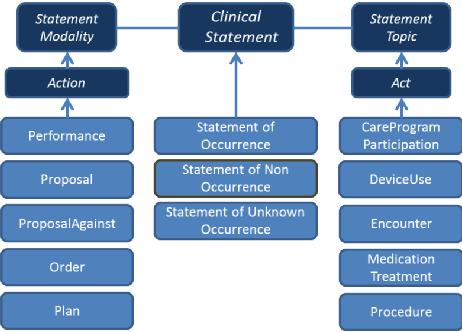 Statement
Modality
Clinical
Statement
Statement
Topic
Action
Act
Performance
Proposal
ProposalAgainst
Order
Plan
Statement of
Occurrence
Statement of Non
Occurrence
Statement of Unknown
Occurrence
CareProgram
Participation
DeviceUse
Encounter
Medication
Treatment
Procedure